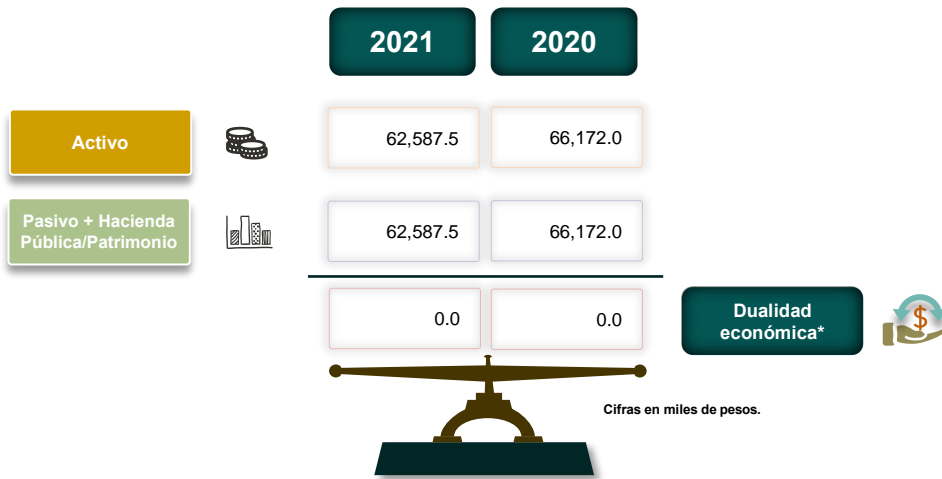 2021 2020
Activo 62,587.5 66,172.0
Pasivo + Hacienda
Pública/Patrimonio 62,587.5 66,172.0
0.0 0.0 Dualidad
económica*
$
Cifras en miles de pesos.